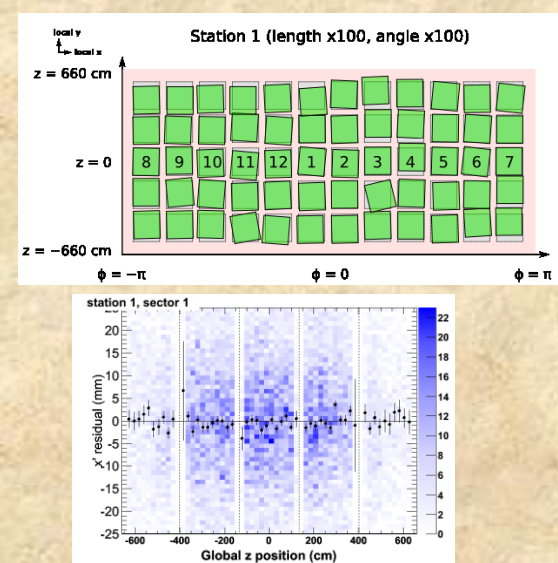 Station 1 (length x100, angle x100)
local y
local x
z = 660 cm
z = 0
z = −660 cm
8 9 10 11 12 1 2 3 4 5 6 7
ϕ = −π
ϕ = 0
ϕ = π
station 1, sector 1
x' residual (mm)
25
20
15
10
5
0
-5
-10
-15
-20
-25
-600 -400 -200 0 200 400 600
Global z position (cm)
22
20
18
16
14
12
10
8
6
4
2
0